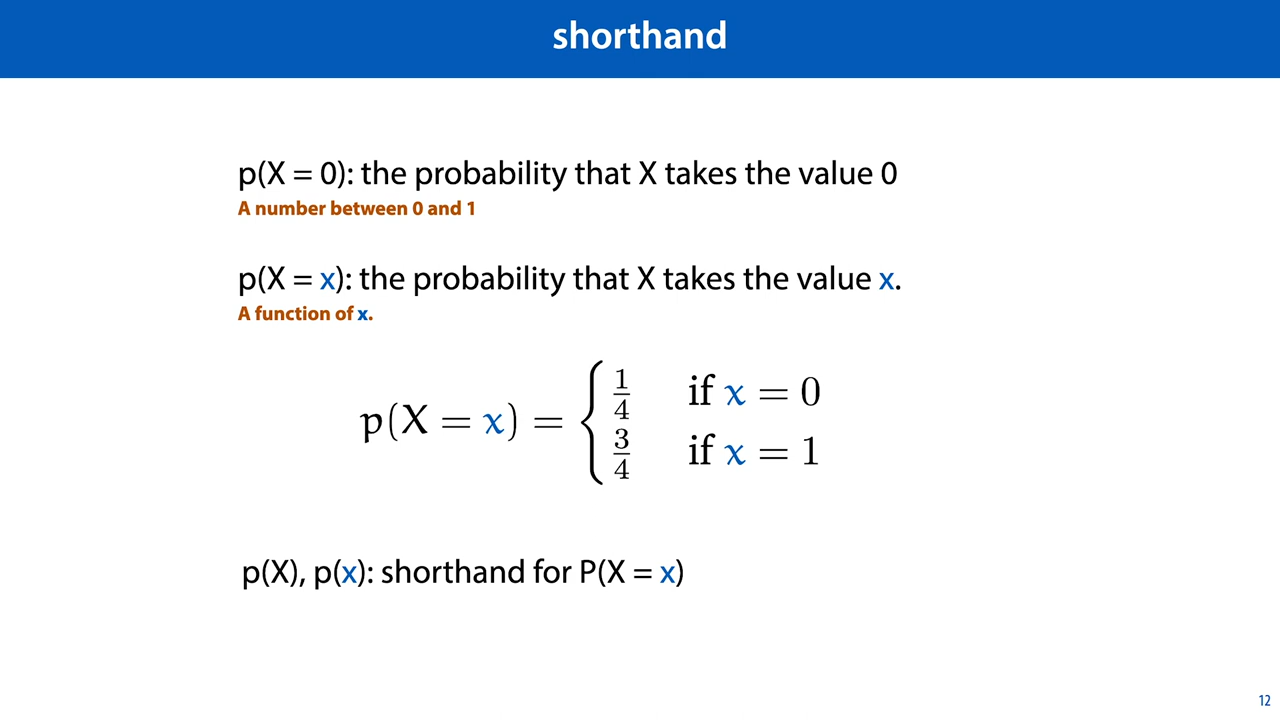 shorthand
p(X = 0): the probability that X takes the value 0
A number between 0 and 1
p(X = x): the probability that X takes the value x.
A function of x.
p(X = x) = { 1/4 if x = 0
3/4 if x = 1
p(X), p(x): shorthand for P(X = x)
12